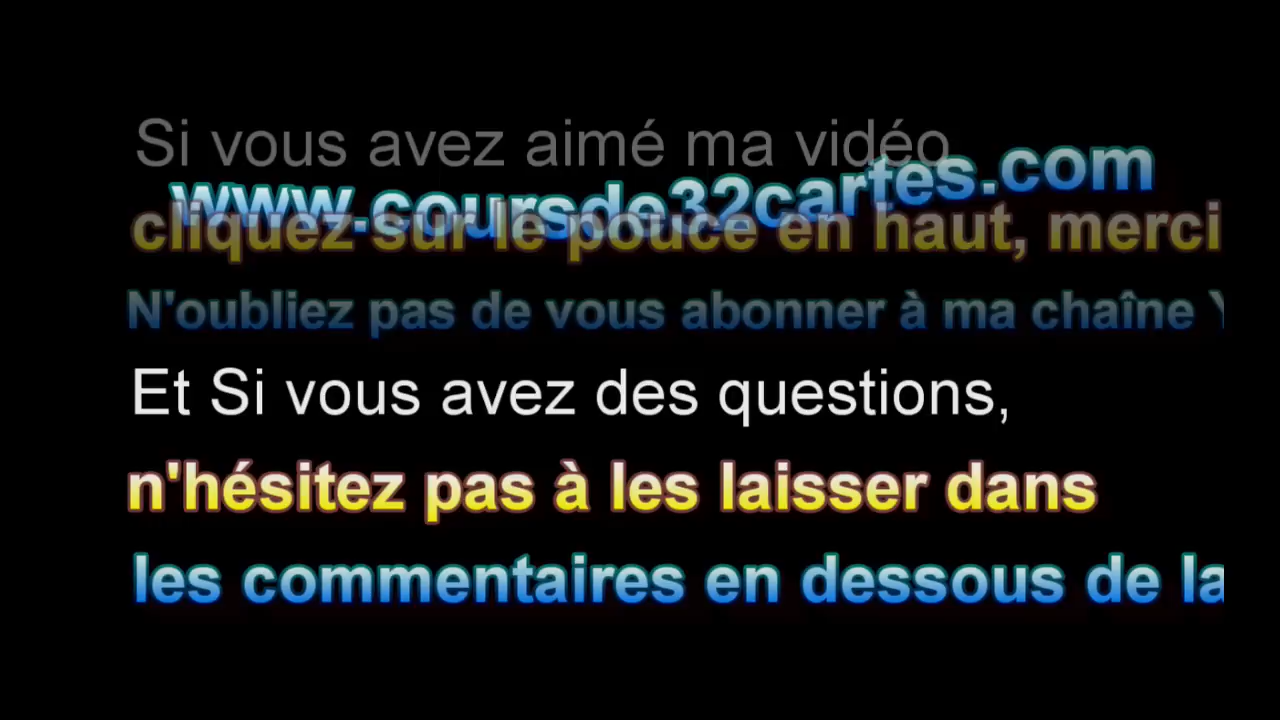 Si vous avez aimé ma vidéo
www.coursde32cartes.com
cliquez sur le pouce en haut, merci
N'oubliez pas de vous abonner à ma chaîne
Et Si vous avez des questions,
n'hésitez pas à les laisser dans
les commentaires en dessous de la